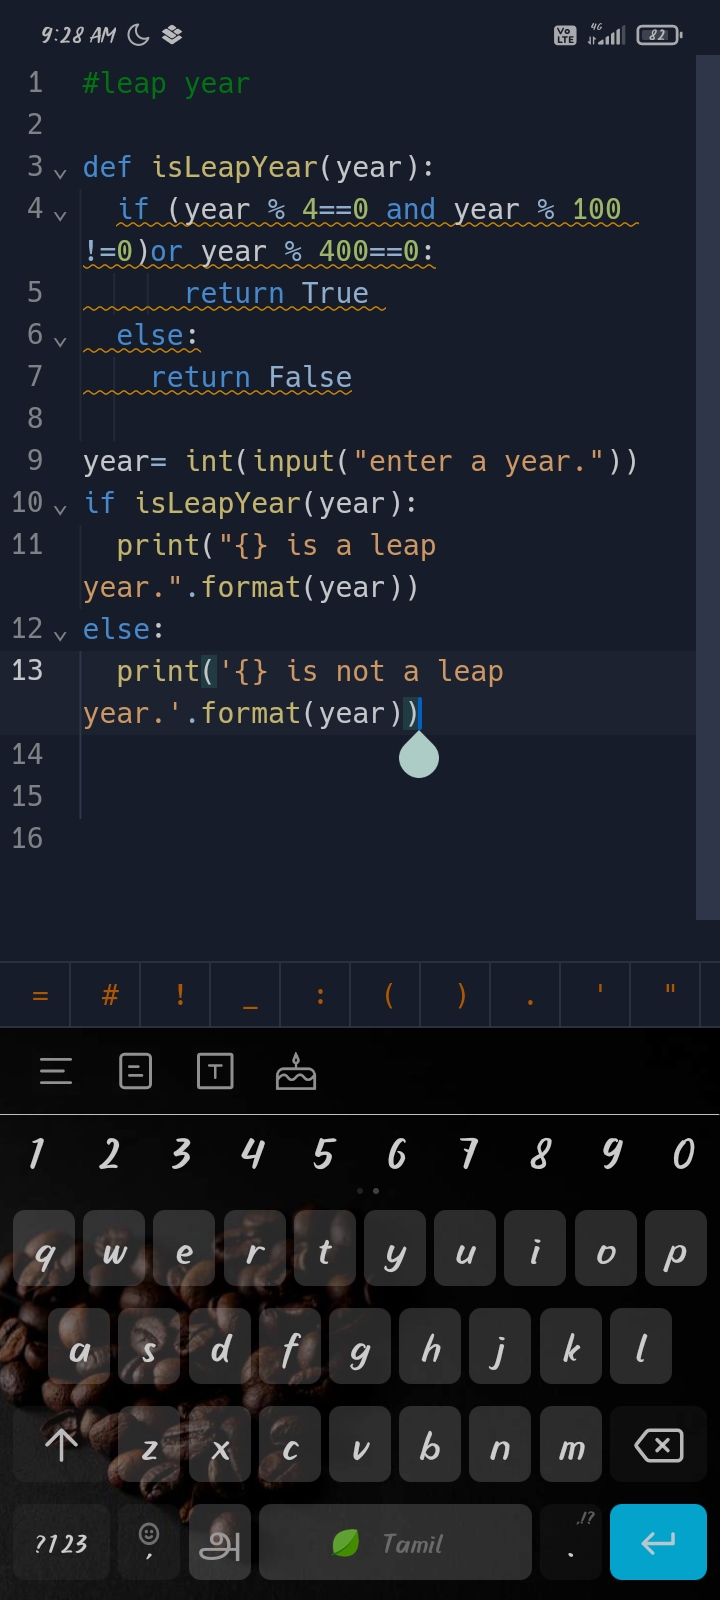 9:28 AM Vo LTE 4G 82
1 #leap year
2
3 def isLeapYear(year):
4 if (year % 4==0 and year % 100
!=0)or year % 400==0:
5 return True
6 else:
7 return False
8
9 year= int(input("enter a year."))
10 if isLeapYear(year):
11 print("{} is a leap
year.".format(year))
12 else:
13 print('{} is not a leap
year.'.format(year))
14
15
16
= # ! _ : ( ) . ' "
T
1 2 3 4 5 6 7 8 9 0
q w e r t y u i o p
a s d f g h j k l
z x c v b n m
?123 , அ Tamil .!? .